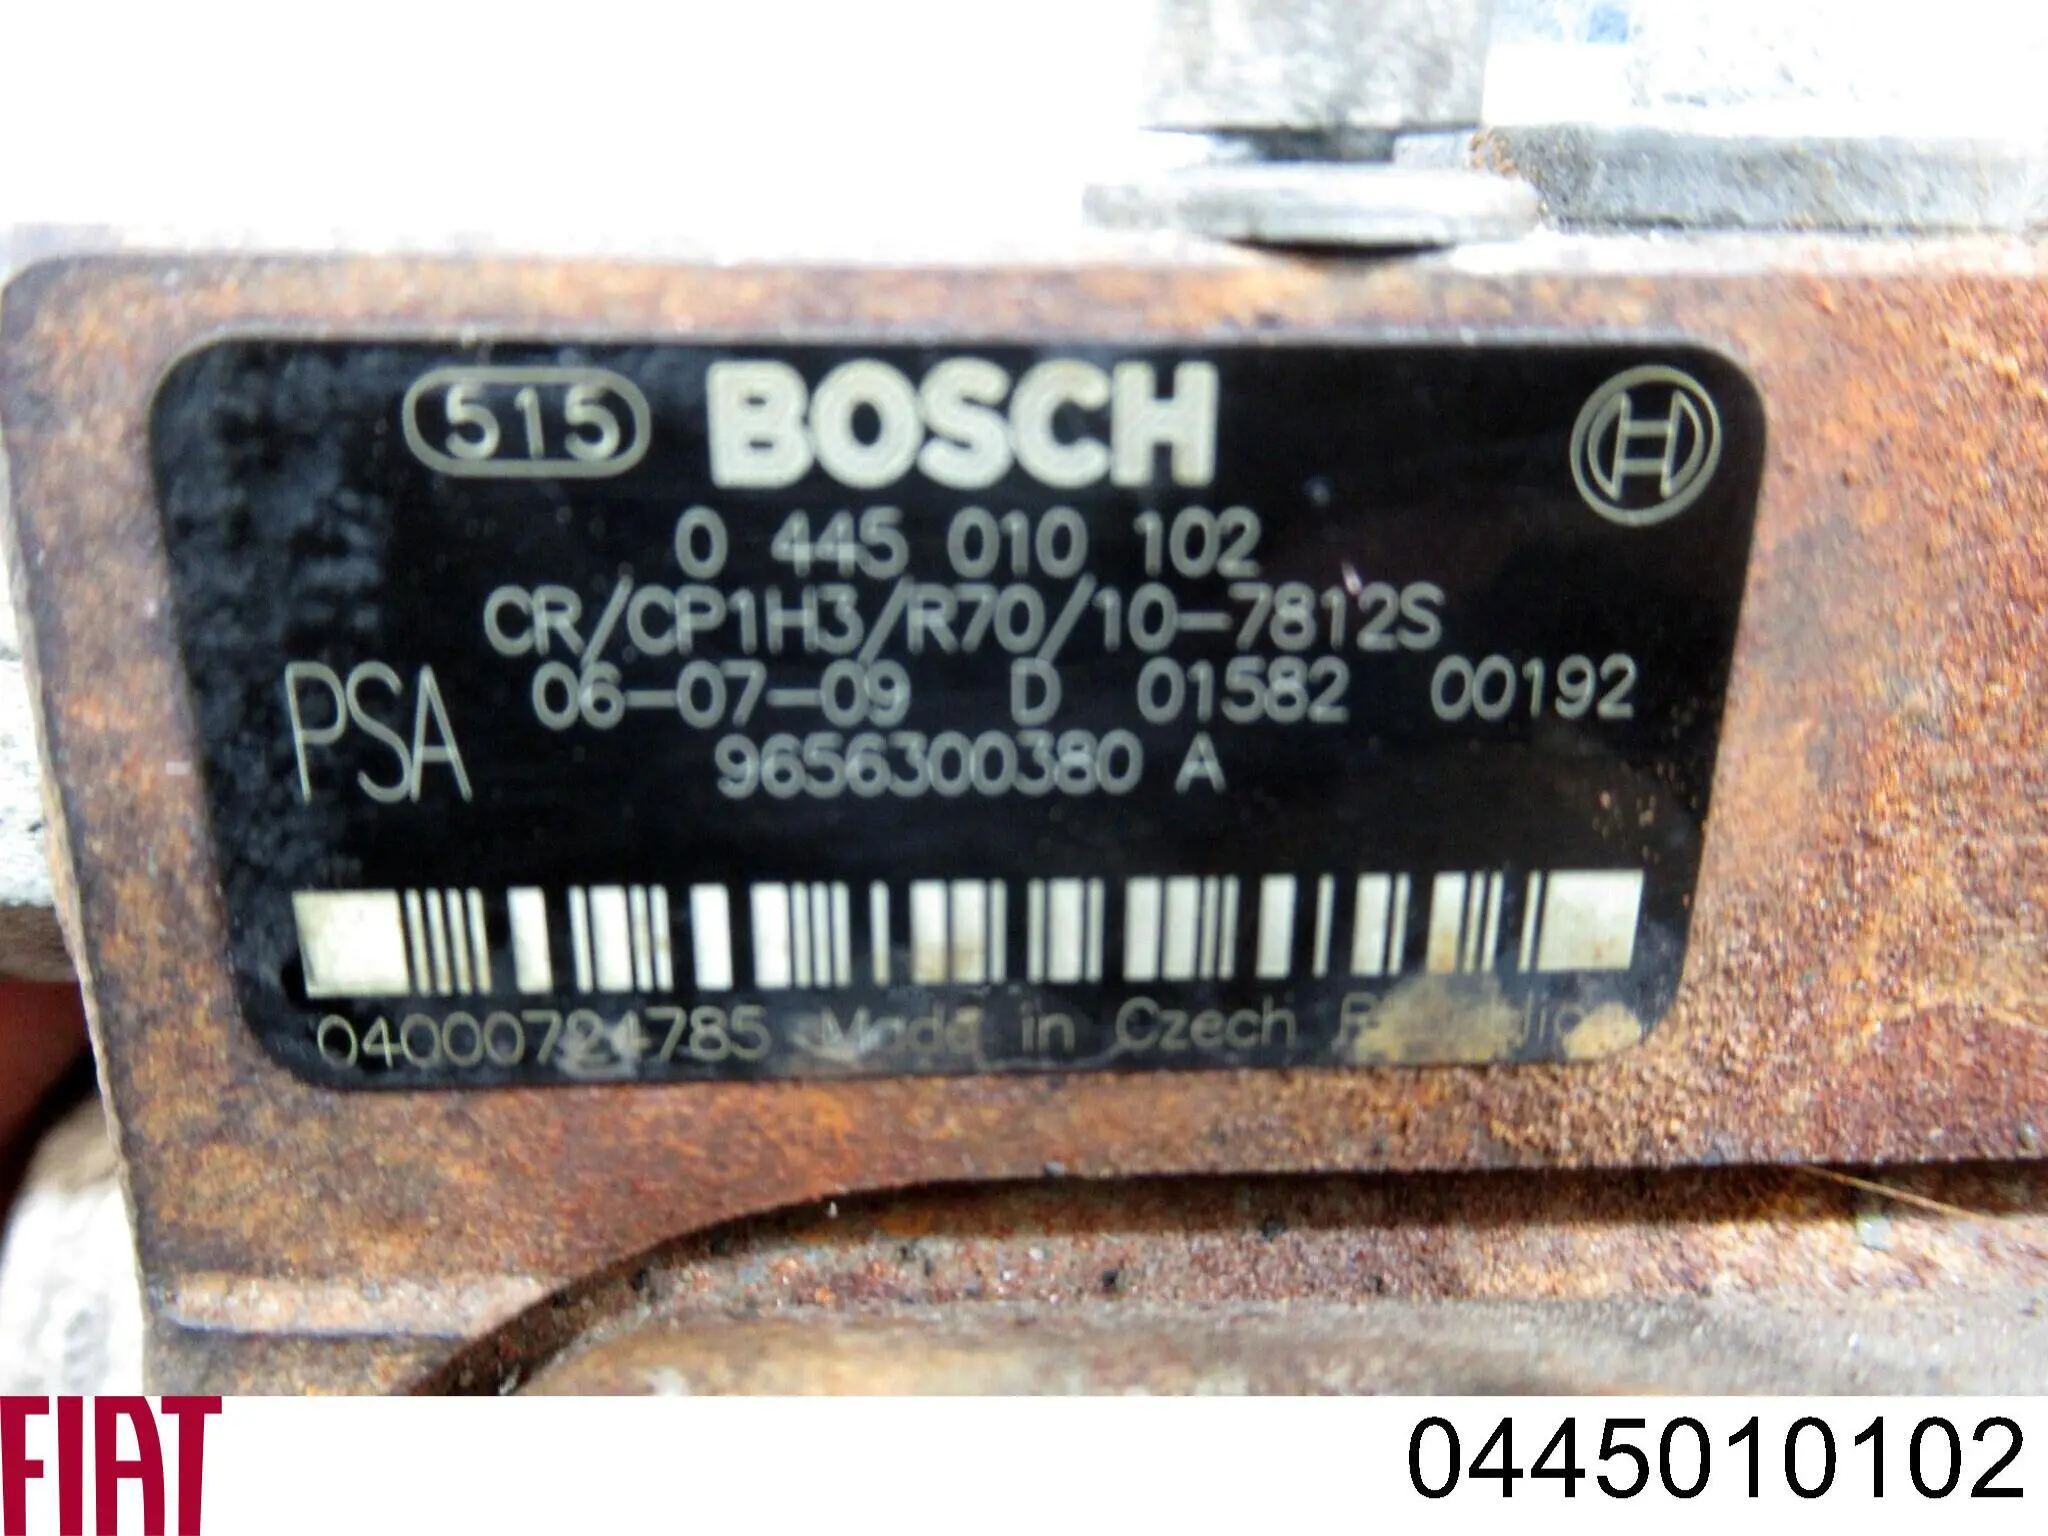 515 BOSCH
0 445 010 102
CR/CP1H3/R70/10-7812S
PSA 06-07-09 D 01582 00192
9656300380 A
04000724785 Made in Czech
FIAT 0445010102